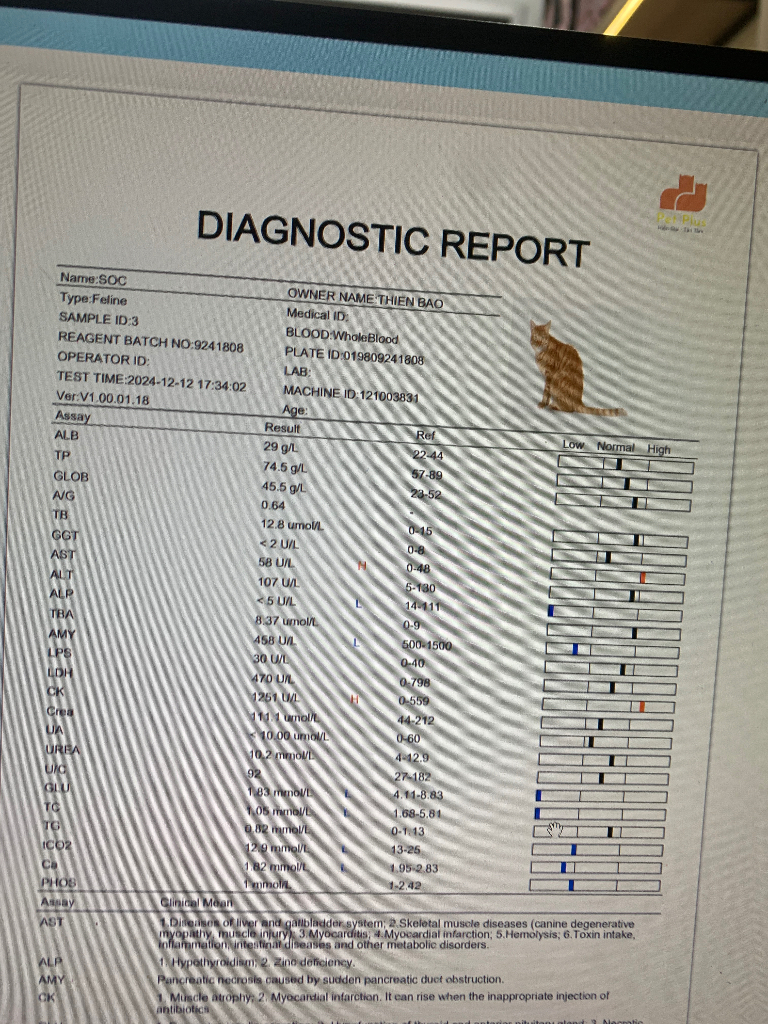 Pet Plus
DIAGNOSTIC REPORT
Name:SOC
OWNER NAME:THIEN BAO
Type:Feline
Medical ID:
SAMPLE ID:3
BLOOD:WholeBlood
REAGENT BATCH NO:9241808
PLATE ID:019809241808
OPERATOR ID:
LAB:
TEST TIME:2024-12-12 17:34:02
MACHINE ID:121003831
Ver:V1.00.01.18
Age:
Assay Result Ref Low Normal High
ALB 29 g/L 22-44
TP 74.5 g/L 57-89
GLOB 45.5 g/L 23-52
A/G 0.64 -
TB 12.8 umol/L 0-15
GGT < 2 U/L 0-8
AST 58 U/L H 0-48
ALT 107 U/L 5-130
ALP < 5 U/L L 14-111
TBA 8.37 umol/L 0-9
AMY 458 U/L L 500-1500
LPS 30 U/L 0-40
LDH 470 U/L 0-798
CK 1251 U/L H 0-559
Crea 111.1 umol/L 44-212
UA < 10.00 umol/L 0-60
UREA 10.2 mmol/L 4-12.9
U/C 92 27-182
GLU 1.83 mmol/L L 4.11-8.83
TC 1.05 mmol/L L 1.68-5.81
TG 0.82 mmol/L 0-1.13
tCO2 12.9 mmol/L L 13-25
Ca 1.82 mmol/L L 1.95-2.83
PHOS 1 mmol/L 1-2.42
Assay Clinical Mean
AST 1.Diseases of liver and gallbladder system; 2.Skeletal muscle diseases (canine degenerative
myopathy, muscle injury); 3.Myocarditis; 4.Myocardial infarction; 5.Hemolysis; 6.Toxin intake,
inflammation, intestinal diseases and other metabolic disorders.
ALP 1. Hypothyroidism; 2. Zinc deficiency.
AMY Pancreatic necrosis caused by sudden pancreatic duct obstruction.
CK 1. Muscle atrophy; 2. Myocardial infarction. It can rise when the inappropriate injection of
antibiotics